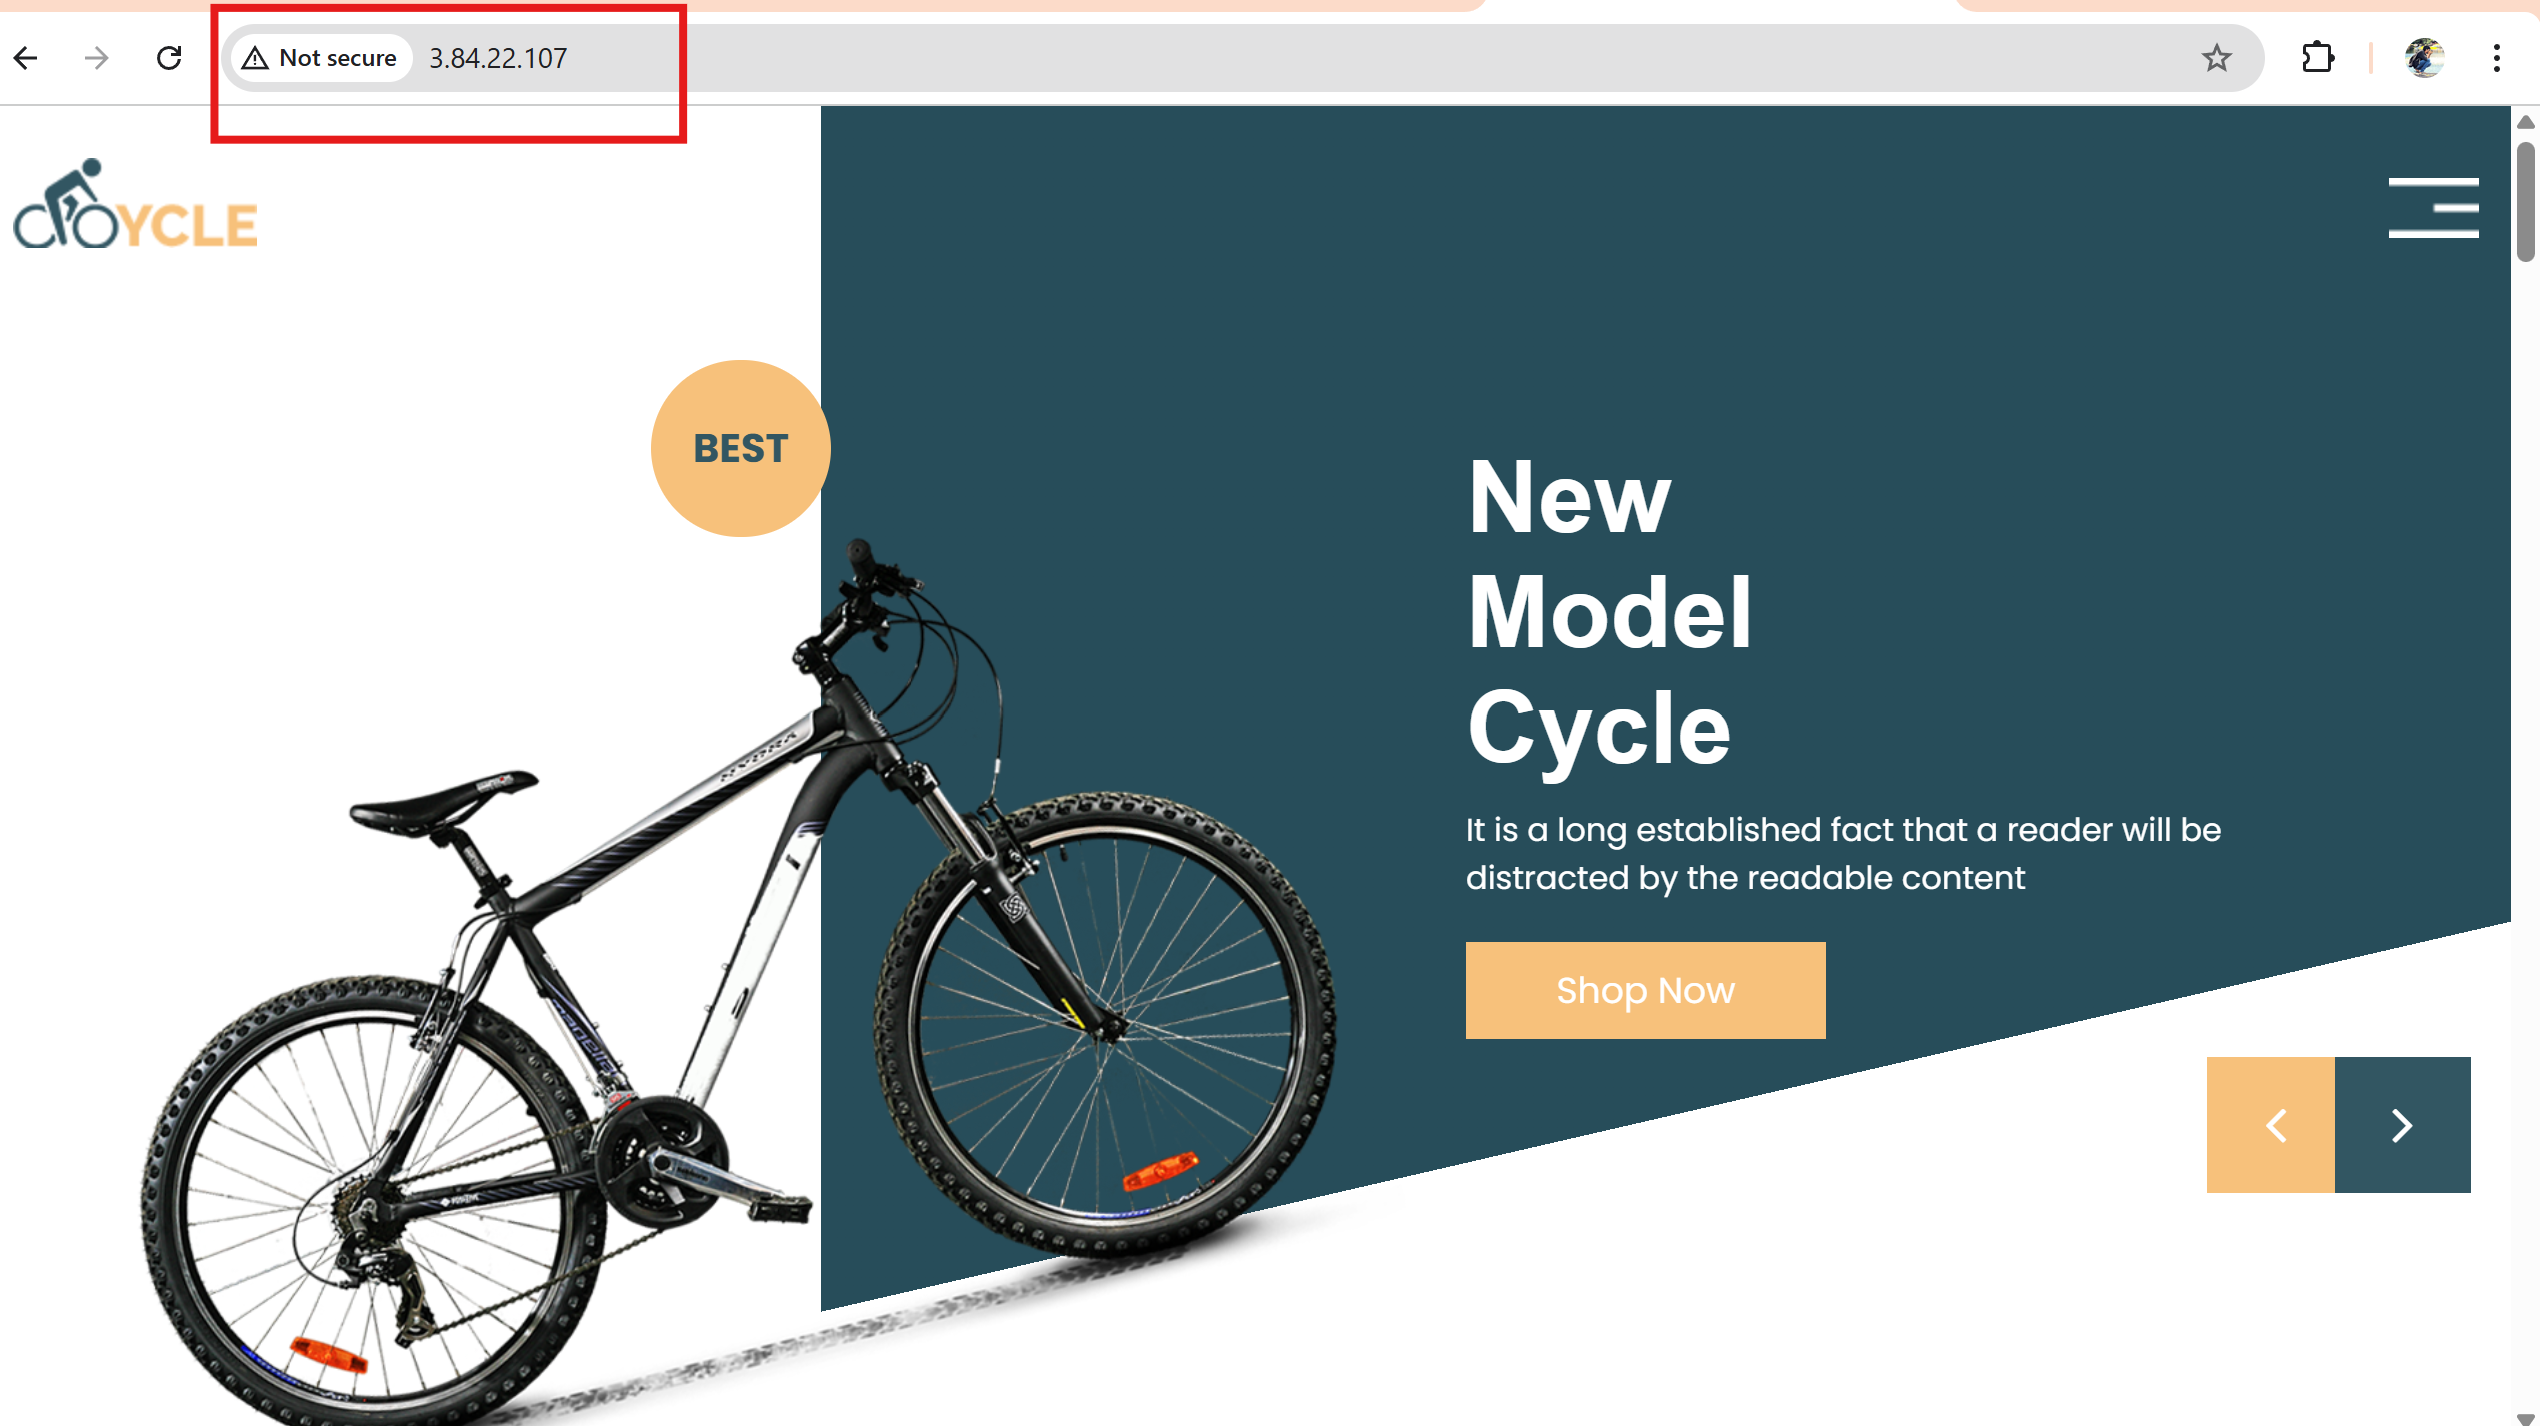 Not secure 3.84.22.107
CYCLE
BEST
New
Model
Cycle
It is a long established fact that a reader will be
distracted by the readable content
Shop Now